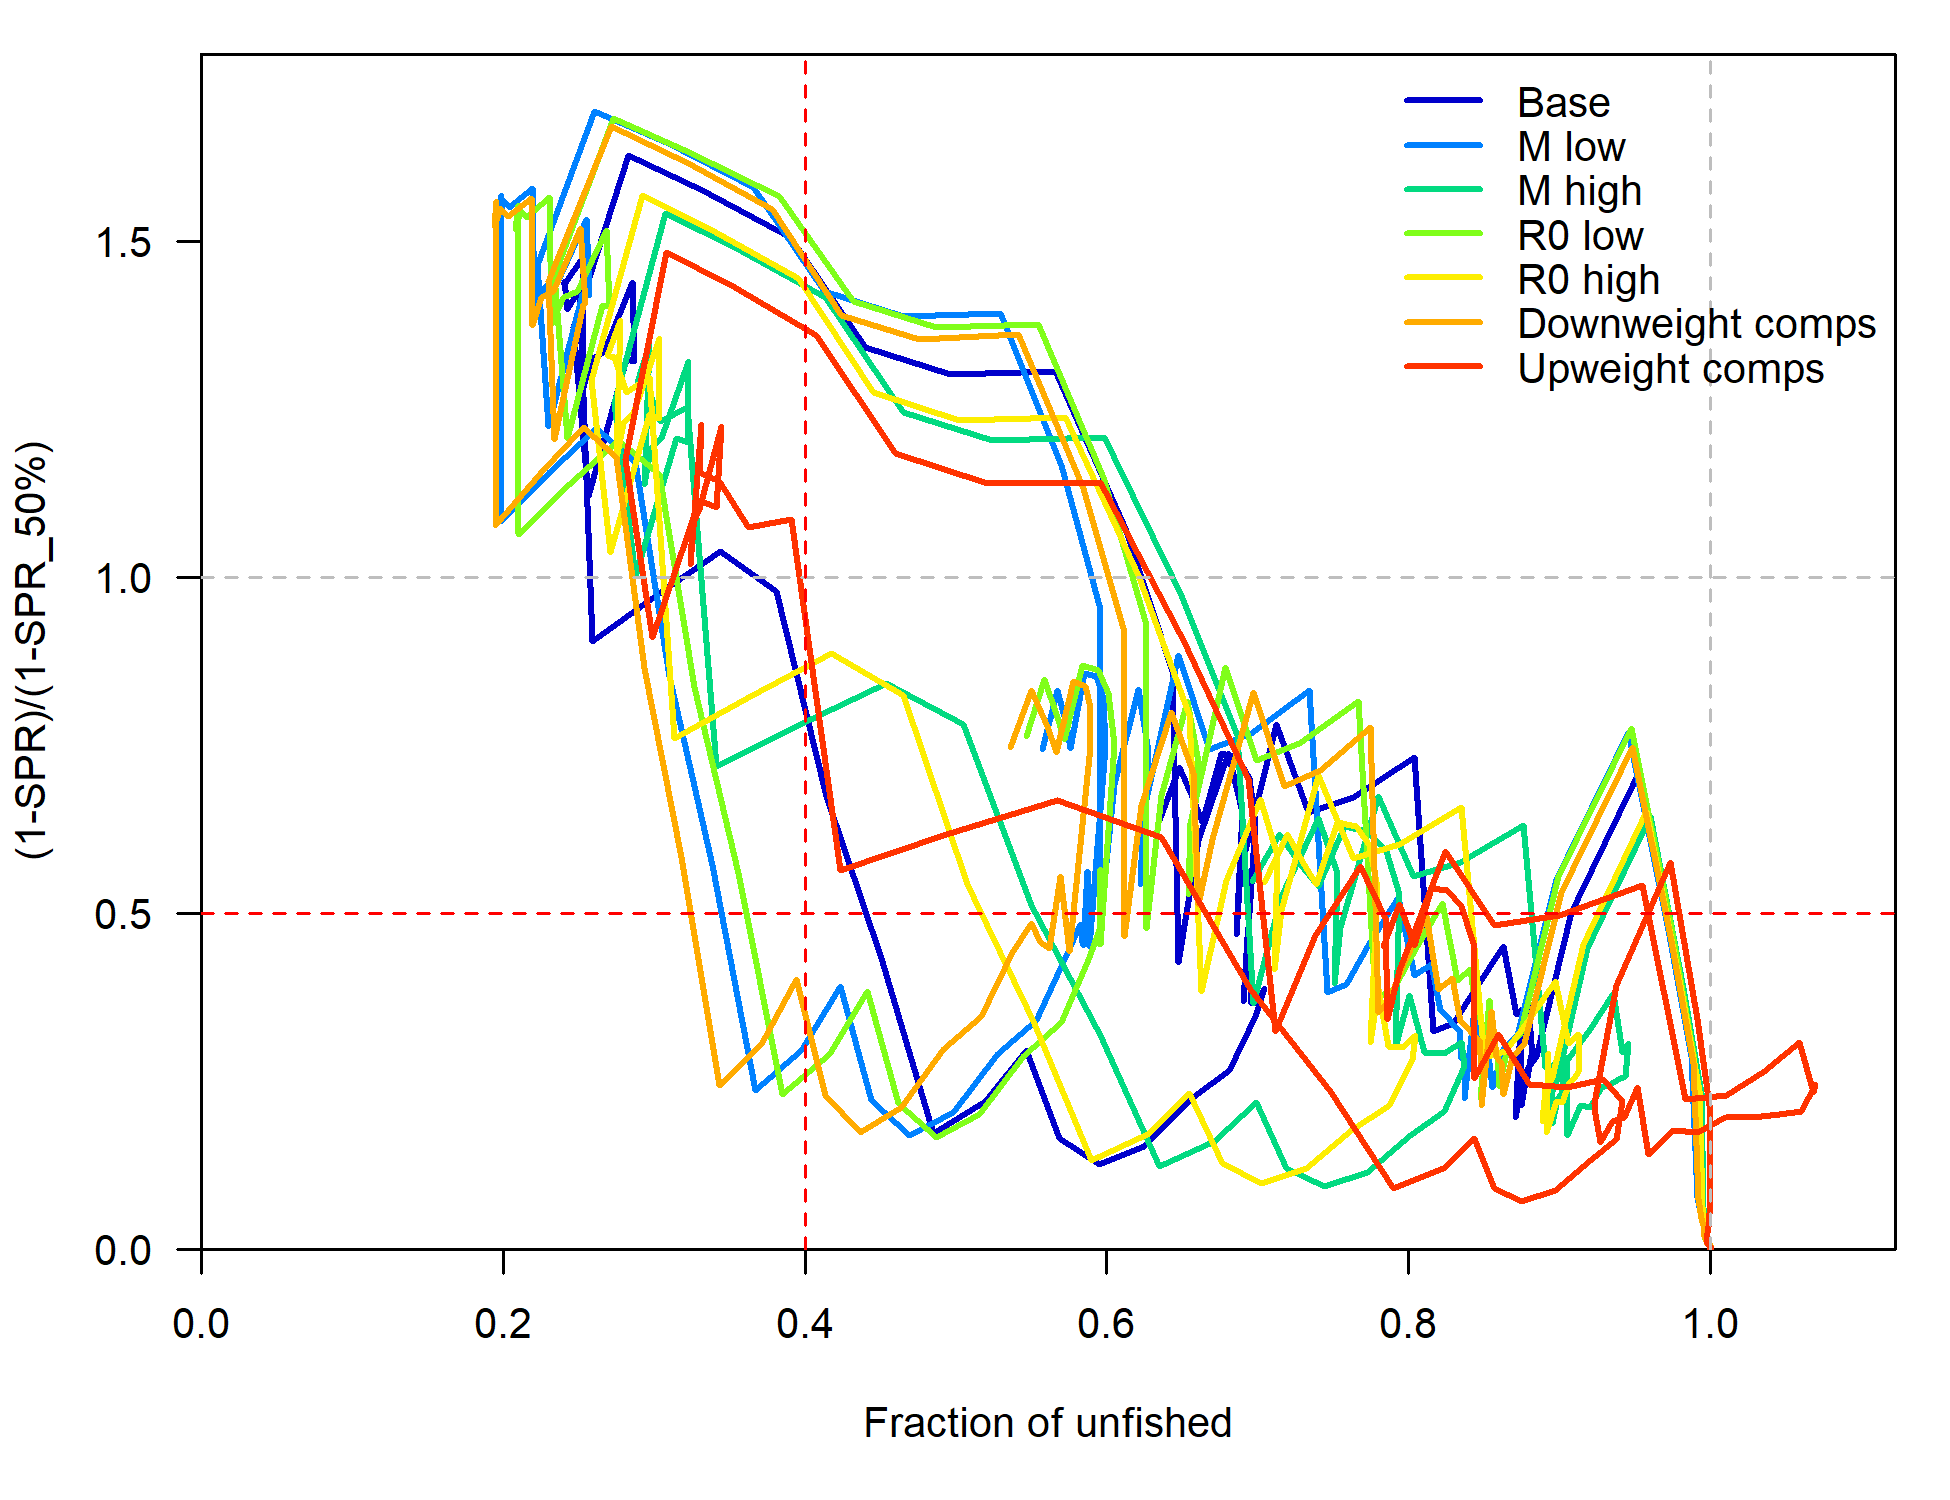 Base
M low
M high
R0 low
R0 high
Downweight comps
Upweight comps
(1-SPR)/(1-SPR_50%)
1.5
1.0
0.5
0.0
0.0 0.2 0.4 0.6 0.8 1.0
Fraction of unfished